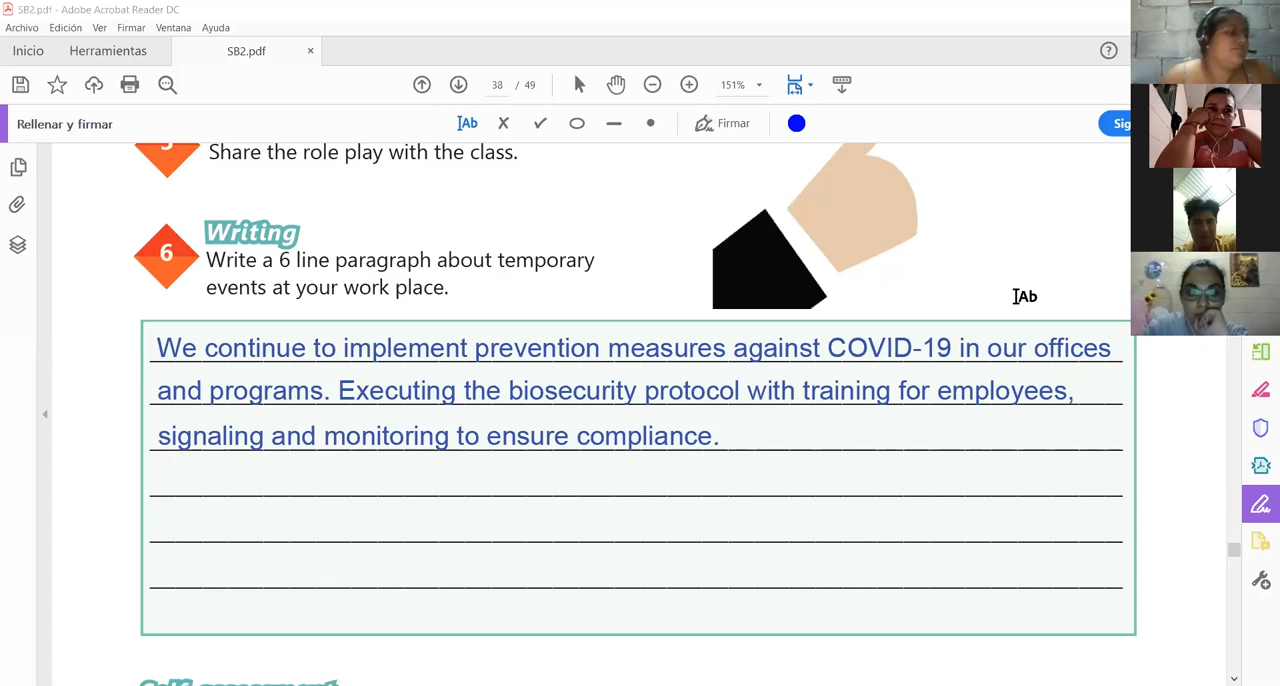 SB2.pdf - Adobe Acrobat Reader DC
Archivo Edición Ver Firmar Ventana Ayuda
Inicio Herramientas SB2.pdf ×
38 / 49 151%
Rellenar y firmar IAb Firmar Sig
Share the role play with the class.
Writing
6 Write a 6 line paragraph about temporary
events at your work place.
IAb
We continue to implement prevention measures against COVID-19 in our offices
and programs. Executing the biosecurity protocol with training for employees,
signaling and monitoring to ensure compliance.